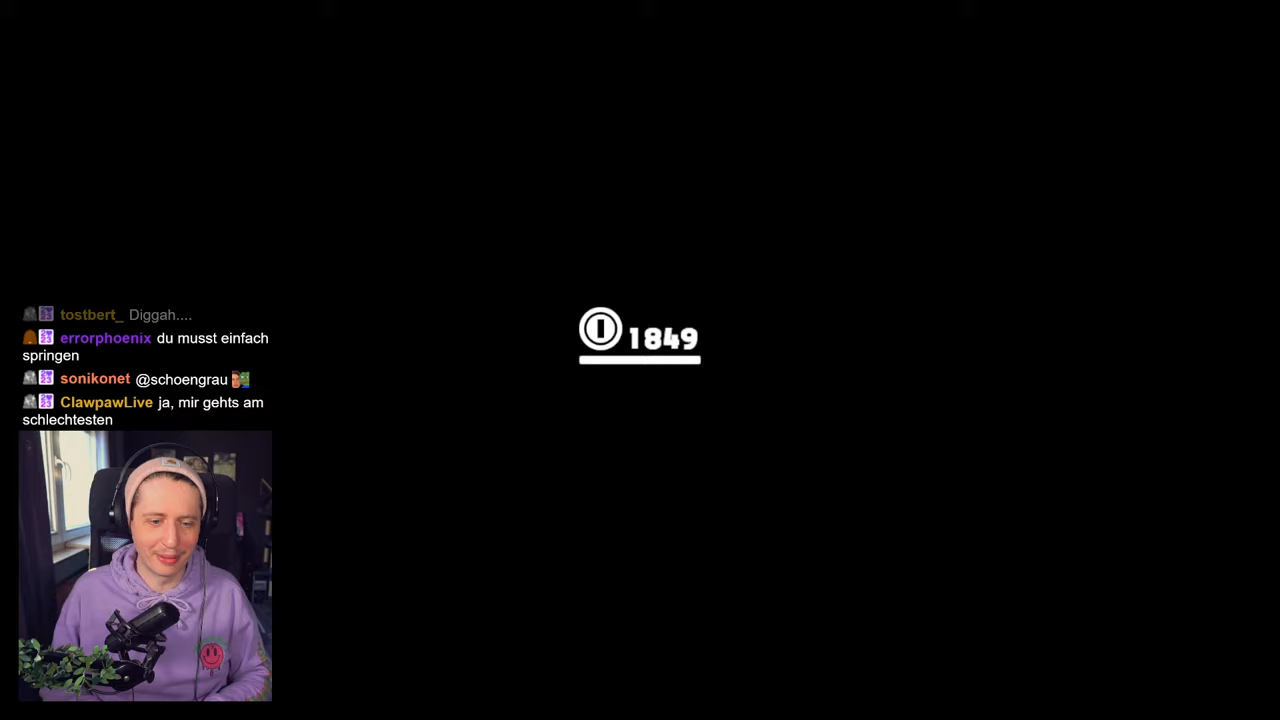 tostbert_ Diggah....
errorphoenix du musst einfach
springen
sonikonet @schoengrau
ClawpawLive ja, mir gehts am
schlechtesten
1849